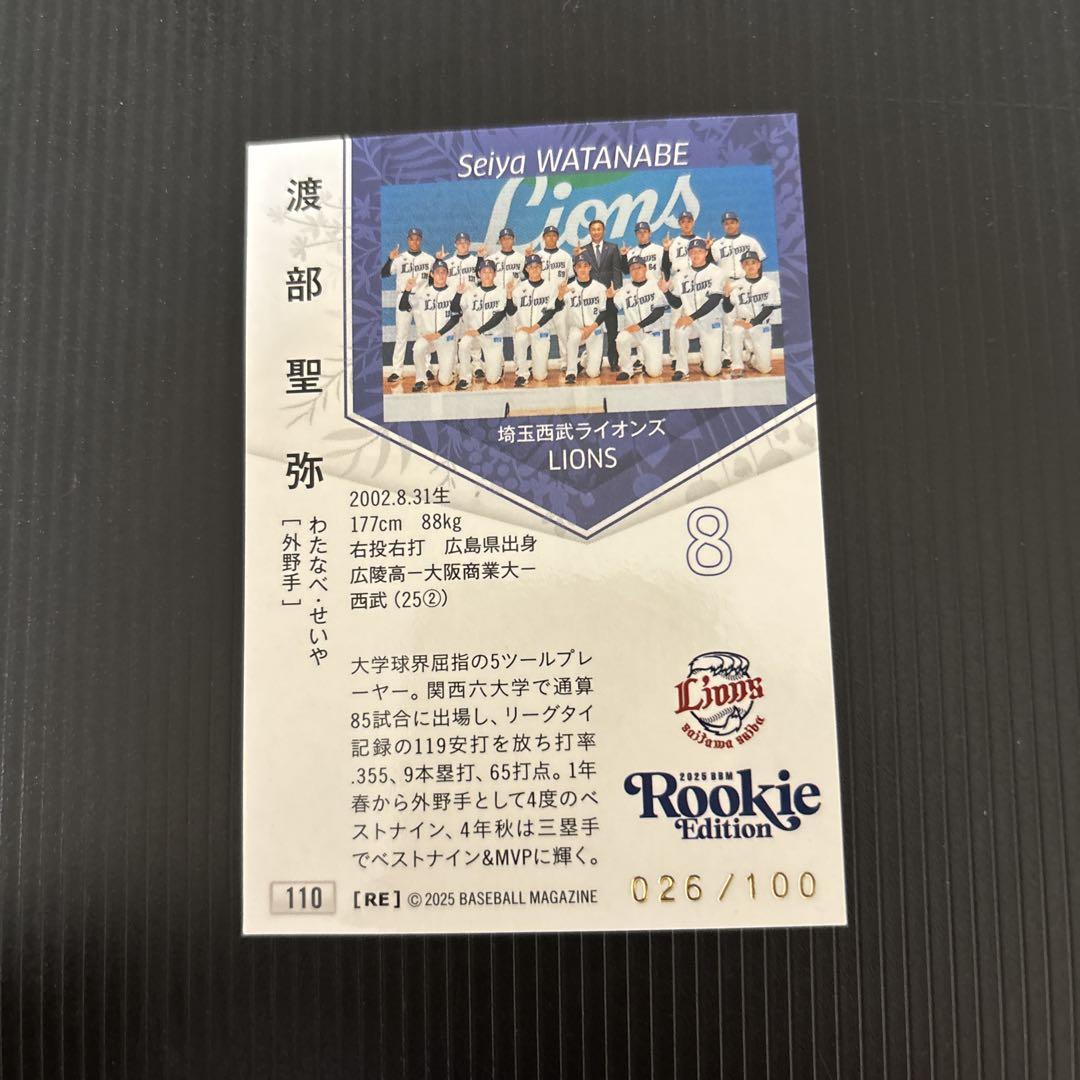 Seiya WATANABE
Lions
埼玉西武ライオンズ
LIONS
渡部聖弥
わたなべ・せいや
[外野手]
2002.8.31生
177cm 88kg
右投右打 広島県出身
広陵高ー大阪商業大ー
西武(25②)
8
大学球界屈指の5ツールプレ
ーヤー。関西六大学で通算
85試合に出場し、リーグタイ
記録の119安打を放ち打率
.355、9本塁打、65打点。1年
春から外野手として4度のベ
ストナイン、4年秋は三塁手
でベストナイン&MVPに輝く。
Lions
saitama seibu
2025 BBM
Rookie
Edition
026/100
110
[RE] © 2025 BASEBALL MAGAZINE